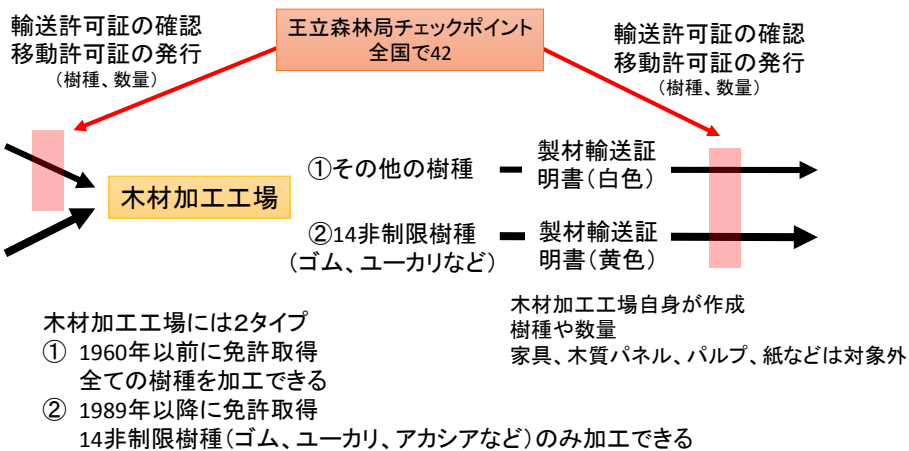 輸送許可証の確認
移動許可証の発行
（樹種、数量）
王立森林局チェックポイント
全国で42
輸送許可証の確認
移動許可証の発行
（樹種、数量）
木材加工工場
①その他の樹種
製材輸送証
明書（白色）
②14非制限樹種
（ゴム、ユーカリなど）
製材輸送証
明書（黄色）
木材加工工場自身が作成
樹種や数量
家具、木質パネル、パルプ、紙などは対象外
木材加工工場には２タイプ
① 1960年以前に免許取得
全ての樹種を加工できる
② 1989年以降に免許取得
14非制限樹種（ゴム、ユーカリ、アカシアなど）のみ加工できる